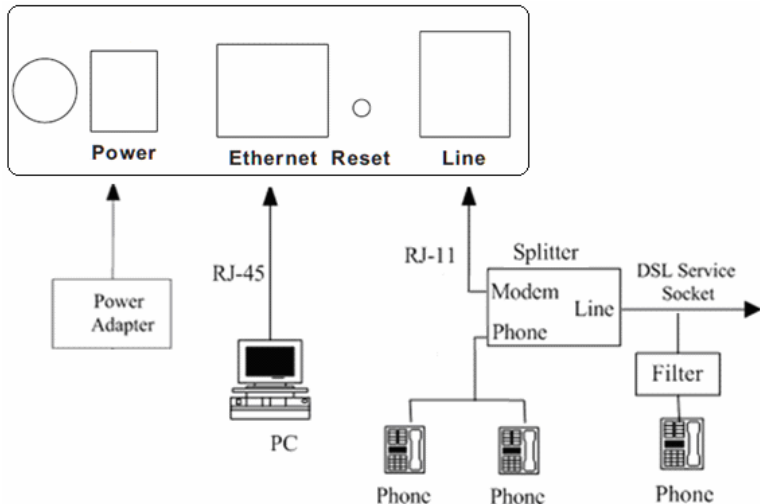 Power
Ethernet
Reset
Line
RJ-45
RJ-11
Splitter
DSL Service
Socket
Modem
Line
Phone
Power
Adapter
Filter
PC
Phone
Phone
Phone